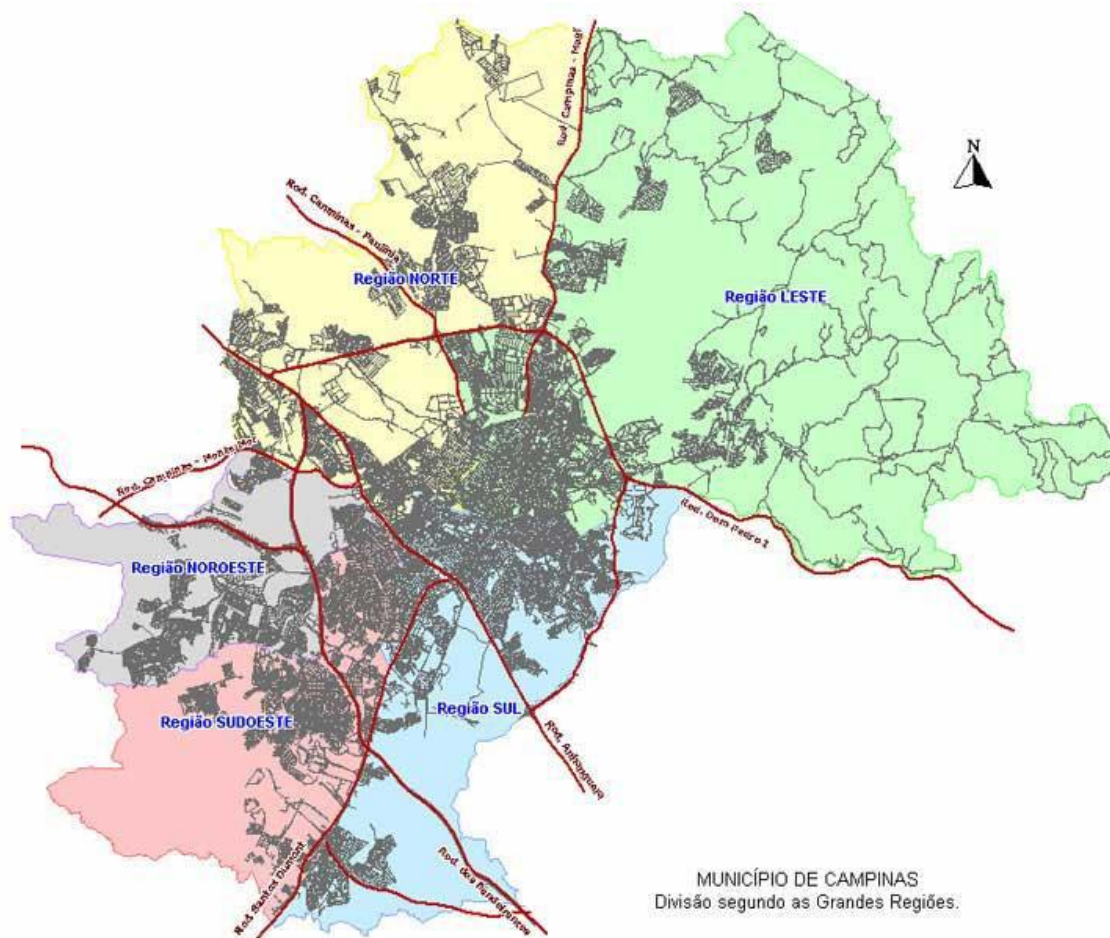 Rod. Campinas - Mogi
N
Rod. Campinas - Paulínia
Região NORTE
Região LESTE
Rod. Campinas - Monte Mor
Rod. Dom Pedro I
Região NOROESTE
Região SUL
Região SUDOESTE
Rod. Anhanguera
Rod Santos Dumont
Rod. dos Bandeirantes
MUNICÍPIO DE CAMPINAS
Divisão segundo as Grandes Regiões.